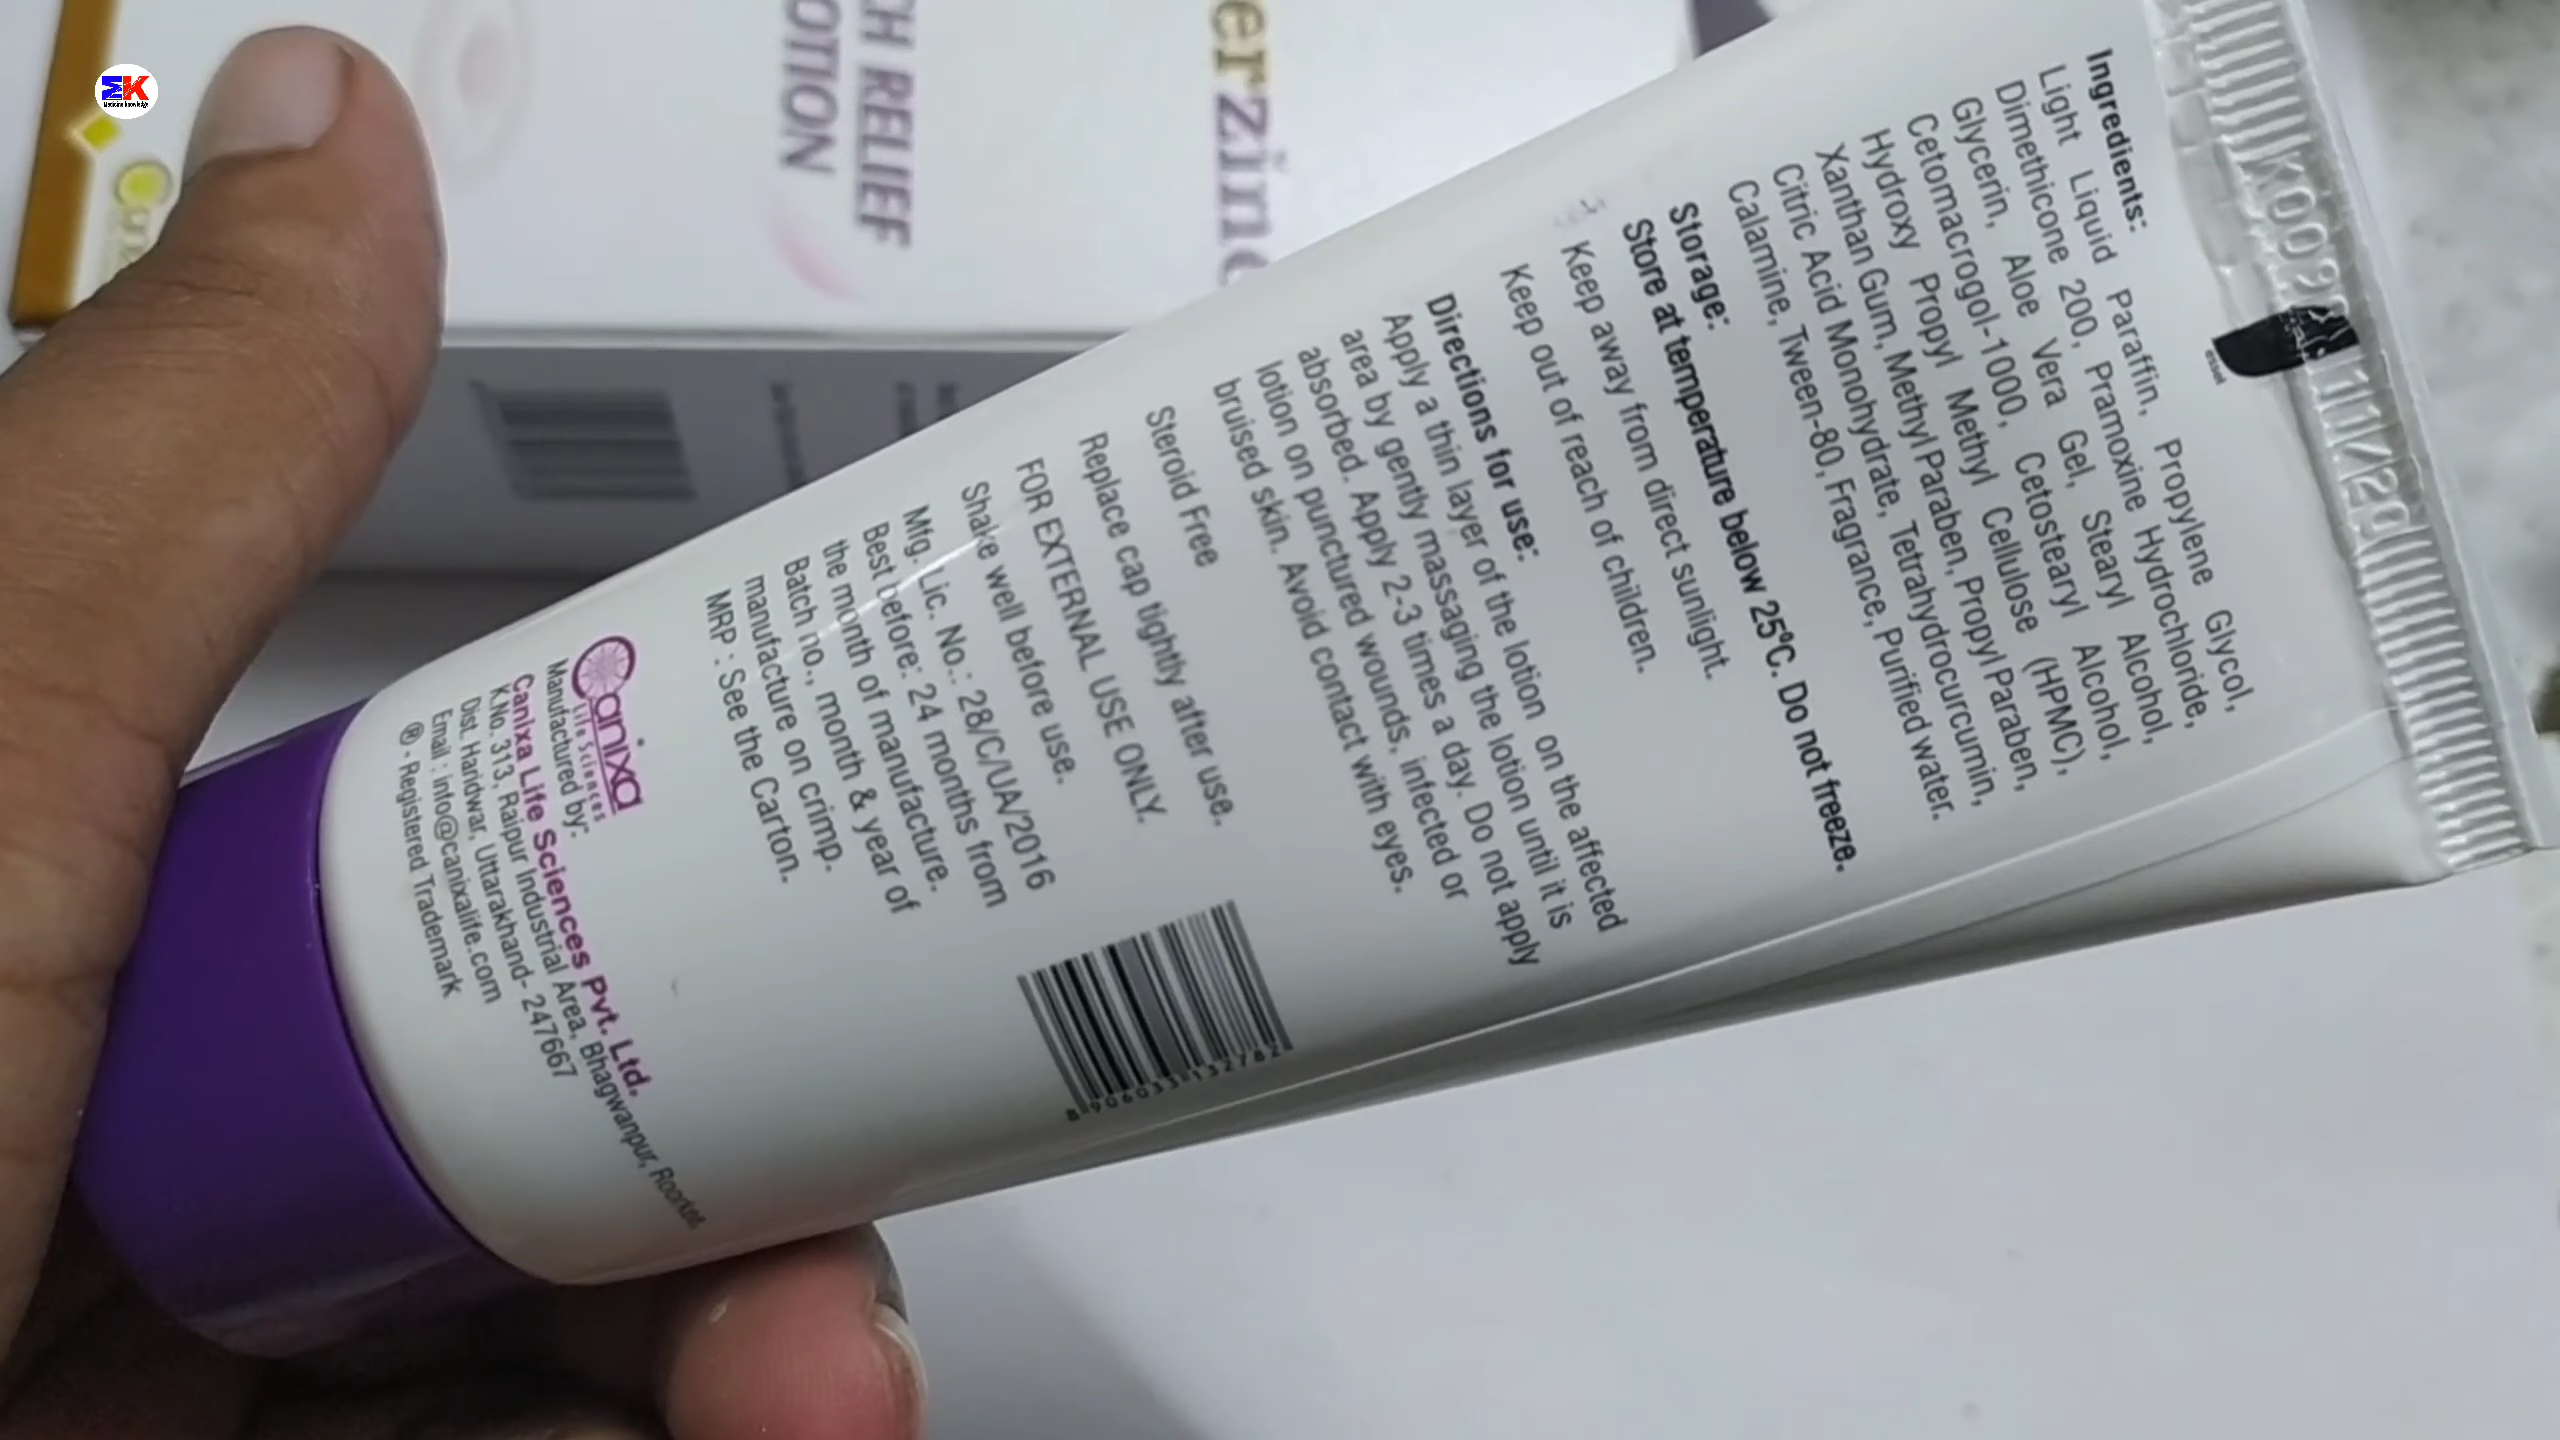 MK
Medicine knowledge
CH RELIEF
OTION
erzine
Ingredients:
Light Liquid Paraffin, Propylene Glycol,
Dimethicone 200, Pramoxine Hydrochloride,
Glycerin, Aloe Vera Gel, Stearyl Alcohol,
Cetomacrogol-1000, Cetostearyl Alcohol,
Hydroxy Propyl Methyl Cellulose (HPMC),
Xanthan Gum, Methyl Paraben, Propyl Paraben,
Citric Acid Monohydrate, Tetrahydrocurcumin,
Calamine, Tween-80, Fragrance, Purified water.
Storage:
Store at temperature below 25ºC. Do not freeze.
Keep away from direct sunlight.
Keep out of reach of children.
Directions for use:
Apply a thin layer of the lotion on the affected
area by gently massaging the lotion until it is
absorbed. Apply 2-3 times a day. Do not apply
lotion on punctured wounds, infected or
bruised skin. Avoid contact with eyes.
Steroid Free
Replace cap tightly after use.
FOR EXTERNAL USE ONLY.
Shake well before use.
Mfg. Lic. No.: 28/C/UA/2016
Best before: 24 months from
the month of manufacture.
Batch no., month & year of
manufacture on crimp.
MRP : See the Carton.
Canixa
Life Sciences
Manufactured by:
Canixa Life Sciences Pvt. Ltd.
K.No. 313, Raipur Industrial Area, Bhagwanpur, Roorkee
Dist. Haridwar, Uttarakhand- 247667
Email : info@canixalife.com
® - Registered Trademark